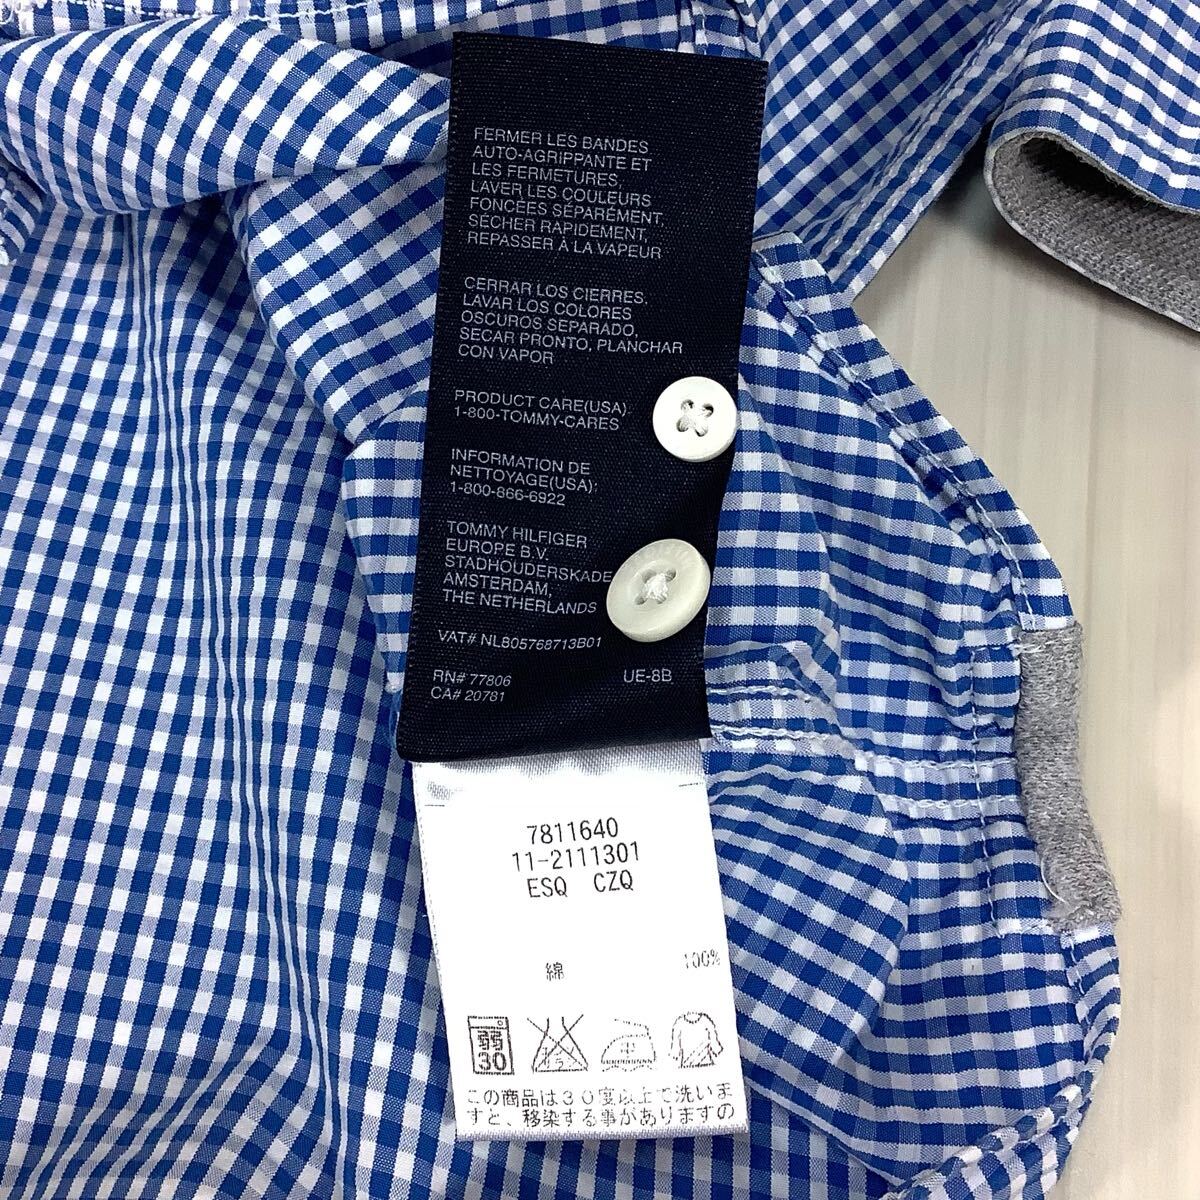 FERMER LES BANDES
AUTO-AGRIPPANTE ET
LES FERMETURES,
LAVER LES COULEURS
FONCÉES SÉPARÉMENT,
SÉCHER RAPIDEMENT,
REPASSER À LA VAPEUR
CERRAR LOS CIERRES,
LAVAR LOS COLORES
OSCUROS SEPARADO,
SECAR PRONTO, PLANCHAR
CON VAPOR
PRODUCT CARE(USA):
1-800-TOMMY-CARES
INFORMATION DE
NETTOYAGE(USA):
1-800-866-6922
TOMMY HILFIGER
EUROPE B.V.
STADHOUDERSKADE
AMSTERDAM,
THE NETHERLANDS
VAT# NL805768713B01
RN# 77806 UE-8B
CA# 20781
7811640
11-2111301
ESQ CZQ
綿 100%
弱
30
この商品は30度以上で洗いま
すと、移染する事がありますの